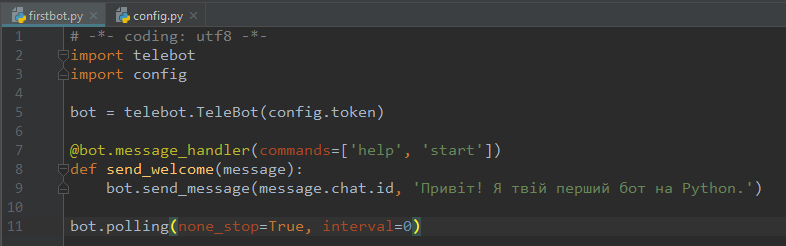 firstbot.py config.py
1 # -*- coding: utf8 -*-
2 import telebot
3 import config
4
5 bot = telebot.TeleBot(config.token)
6
7 @bot.message_handler(commands=['help', 'start'])
8 def send_welcome(message):
9     bot.send_message(message.chat.id, 'Привіт! Я твій перший бот на Python.')
10
11 bot.polling(none_stop=True, interval=0)